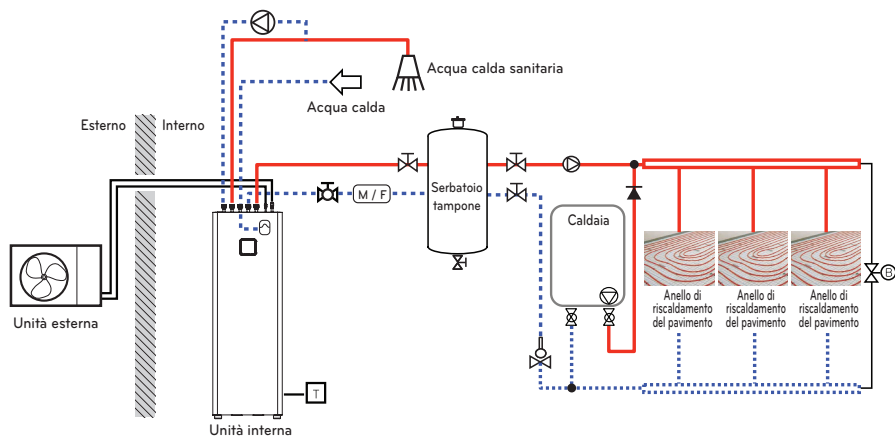 Acqua calda sanitaria
Acqua calda
Esterno
Interno
M / F
Serbatoio
tampone
Caldaia
B
Anello di
riscaldamento
del pavimento
Anello di
riscaldamento
del pavimento
Anello di
riscaldamento
del pavimento
Unità esterna
T
Unità interna